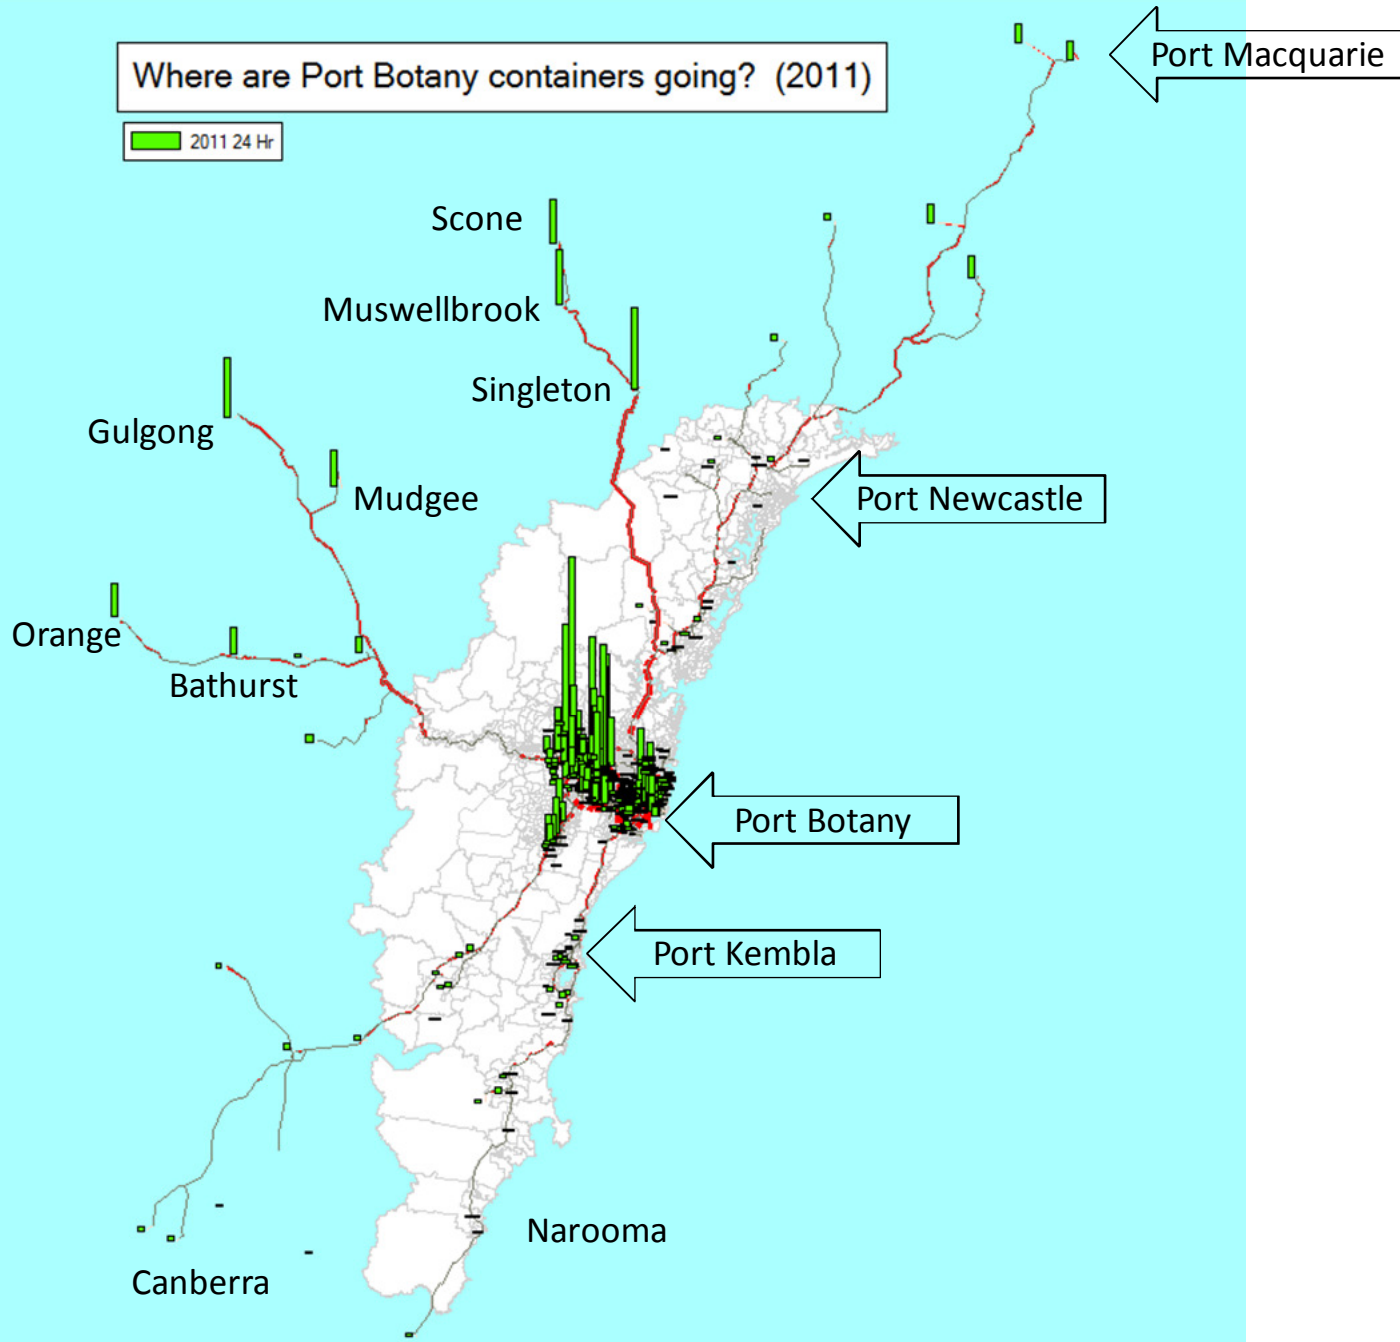 Port Macquarie
Where are Port Botany containers going? (2011)
2011 24 Hr
Scone
Muswellbrook
Singleton
Gulgong
Mudgee
Port Newcastle
Orange
Bathurst
Port Botany
Port Kembla
Narooma
Canberra